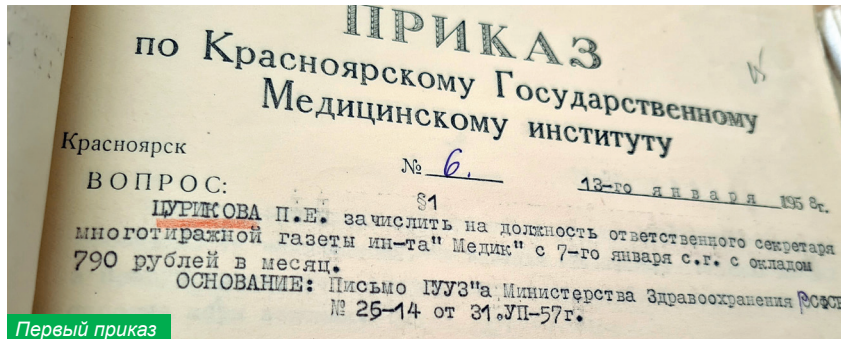 ПРИКАЗ
по Красноярскому Государственному
Медицинскому институту
Красноярск
№ 6. 13-го января 1958г.
ВОПРОС:
§1
ЦУРИКОВА П.Е. зачислить на должность ответственного секретаря
многотиражной газеты ин-та" Медик" с 7-го января с.г. с окладом
790 рублей в месяц.
ОСНОВАНИЕ: Письмо ГУУЗ"а Министерства Здравоохранения РСФСР
№ 26-14 от 31.УП-57г.
Первый приказ